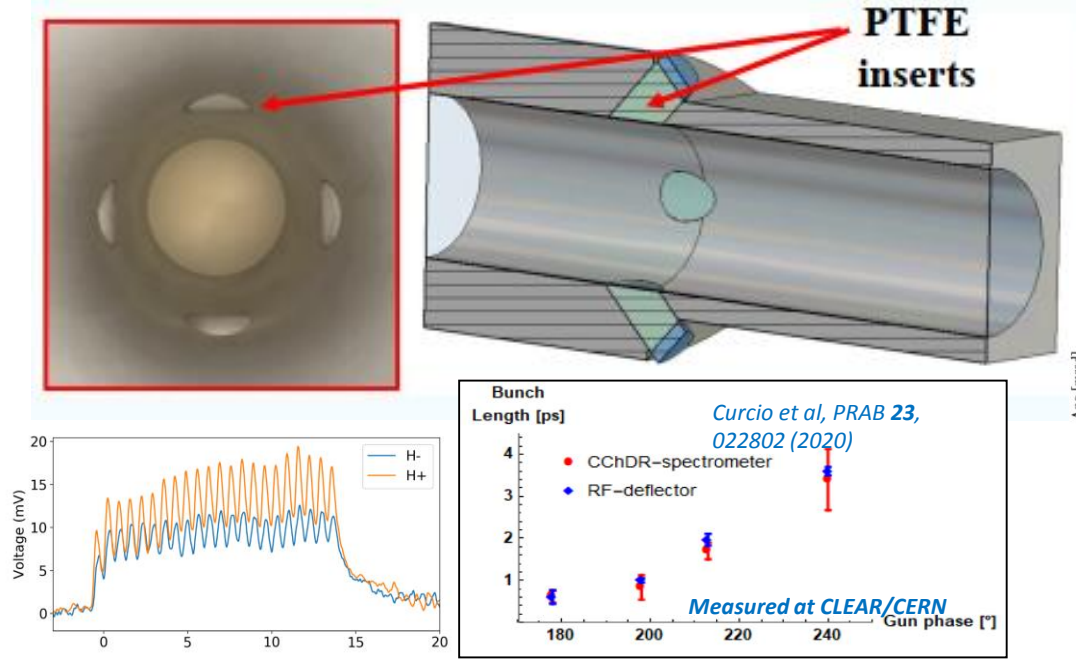 PTFE
inserts
20
15
10
5
0
Voltage (mV)
H-
H+
0
5
10
15
20
Bunch
Length [ps]
Curcio et al, PRAB 23,
022802 (2020)
4
3
2
1
CChDR-spectrometer
RF-deflector
Measured at CLEAR/CERN
Gun phase [°]
180
200
220
240